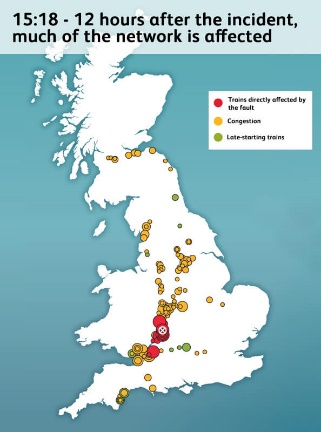 15:18 - 12 hours after the incident,
much of the network is affected
Trains directly affected by
the fault
Congestion
Late-starting trains